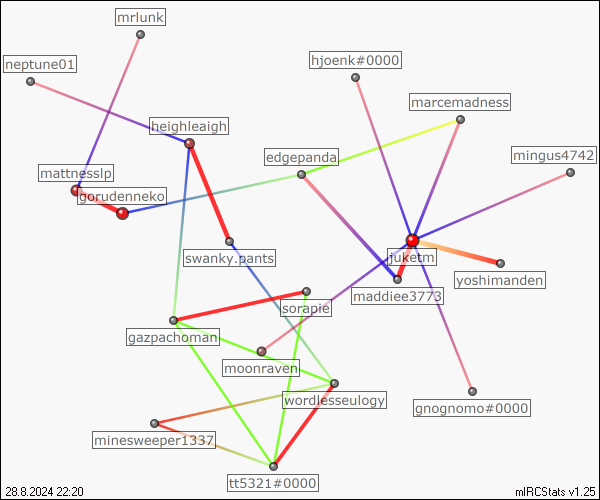 mrlunk
neptune01
hjoenk#0000
marcemadness
heighleaigh
edgepanda
mingus4742
mattnesslp
gorudenneko
swanky.pants
juketm
yoshimanden
maddiee3773
sorapie
gazpachoman
moonraven
wordlesseulogy
gnognomo#0000
minesweeper1337
tt5321#0000
28.8.2024 22:20
mIRCStats v1.25